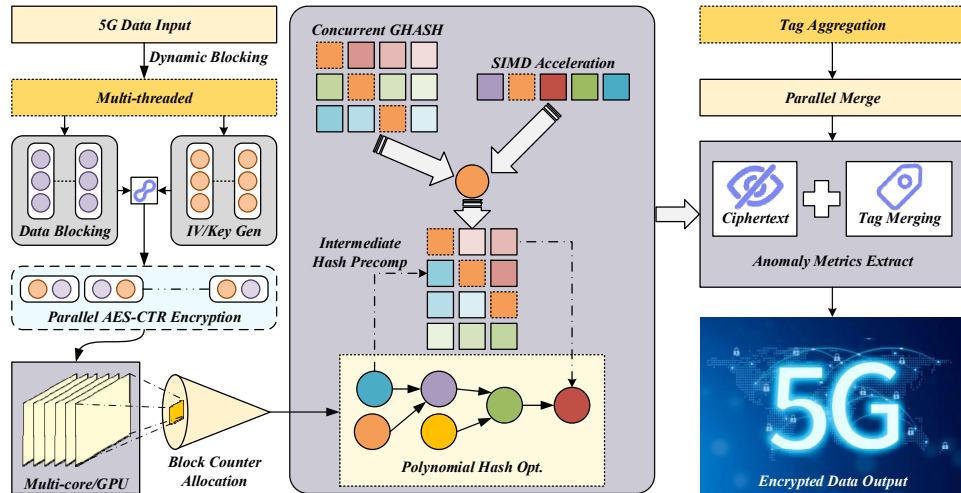 5G Data Input
Dynamic Blocking
Multi-threaded
Data Blocking
IV/Key Gen
Parallel AES-CTR Encryption
Multi-core/GPU
Block Counter
Allocation
Concurrent GHASH
SIMD Acceleration
Intermediate
Hash Precomp
Polynomial Hash Opt.
Tag Aggregation
Parallel Merge
Ciphertext
Tag Merging
Anomaly Metrics Extract
5G
Encrypted Data Output